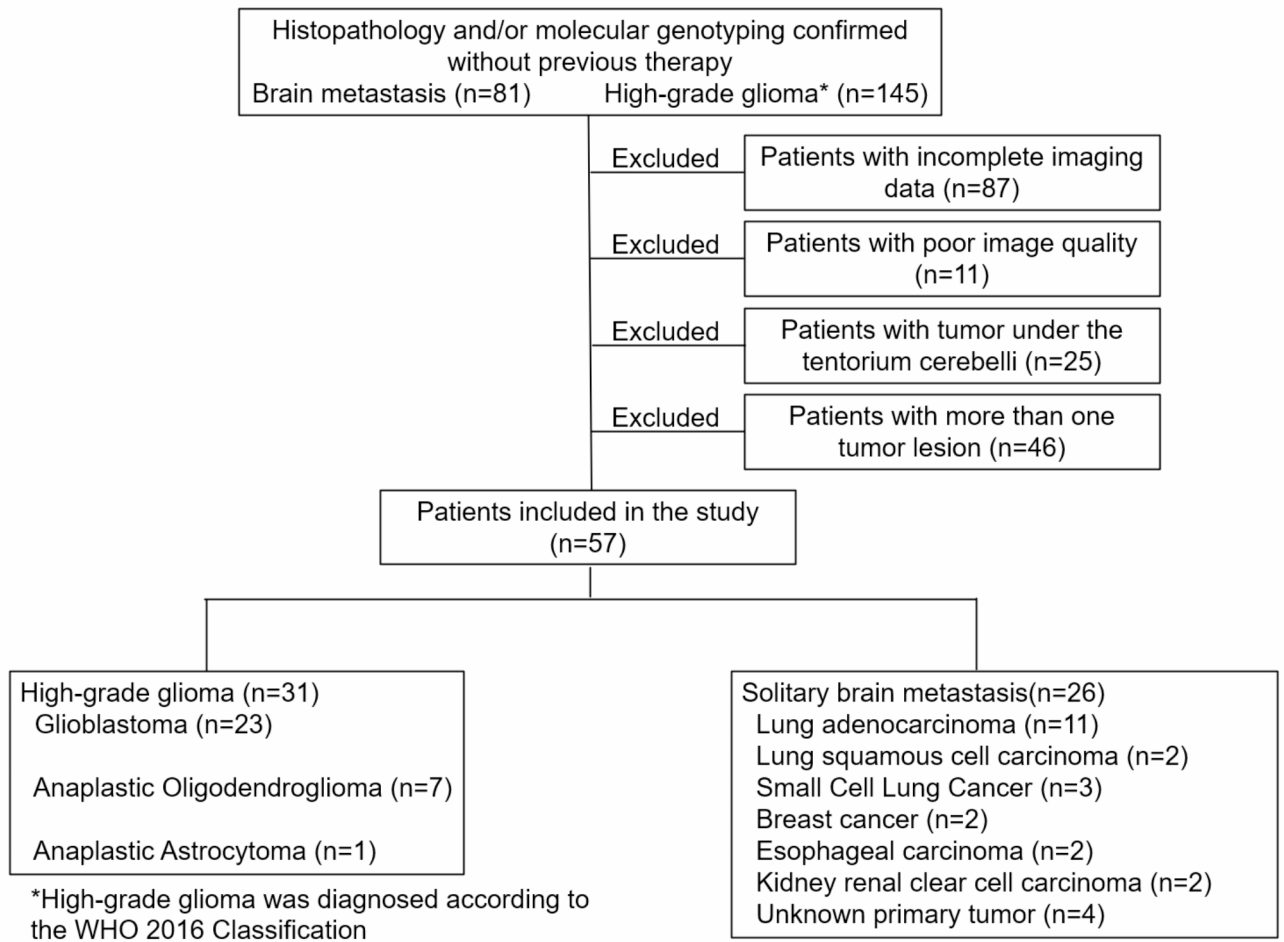 Histopathology and/or molecular genotyping confirmed
without previous therapy
Brain metastasis (n=81) High-grade glioma* (n=145)
Excluded
Patients with incomplete imaging
data (n=87)
Excluded
Patients with poor image quality
(n=11)
Excluded
Patients with tumor under the
tentorium cerebelli (n=25)
Excluded
Patients with more than one
tumor lesion (n=46)
Patients included in the study
(n=57)
High-grade glioma (n=31)
Glioblastoma (n=23)
Anaplastic Oligodendroglioma (n=7)
Anaplastic Astrocytoma (n=1)
*High-grade glioma was diagnosed according to
the WHO 2016 Classification
Solitary brain metastasis(n=26)
Lung adenocarcinoma (n=11)
Lung squamous cell carcinoma (n=2)
Small Cell Lung Cancer (n=3)
Breast cancer (n=2)
Esophageal carcinoma (n=2)
Kidney renal clear cell carcinoma (n=2)
Unknown primary tumor (n=4)